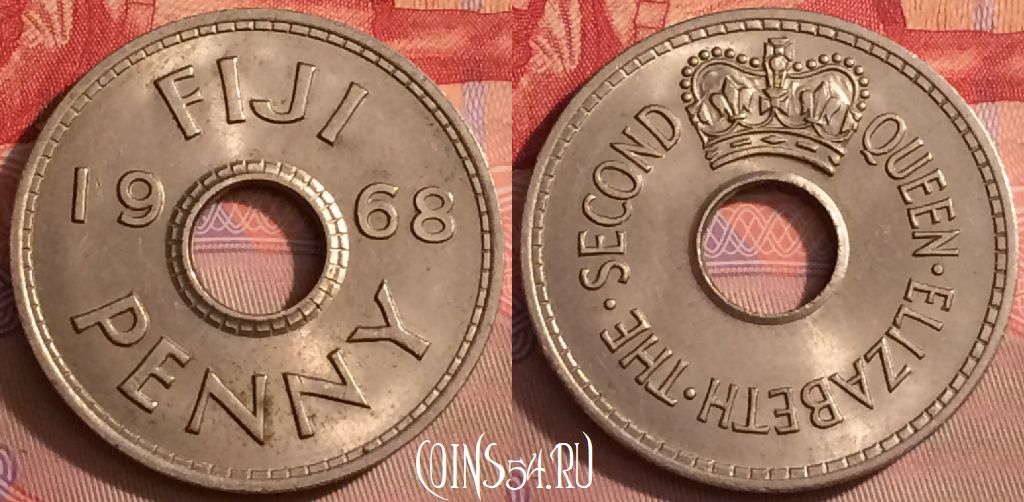 FIJI
1968
PENNY
QUEEN·ELIZABETH·THE·SECOND
COINS54.RU